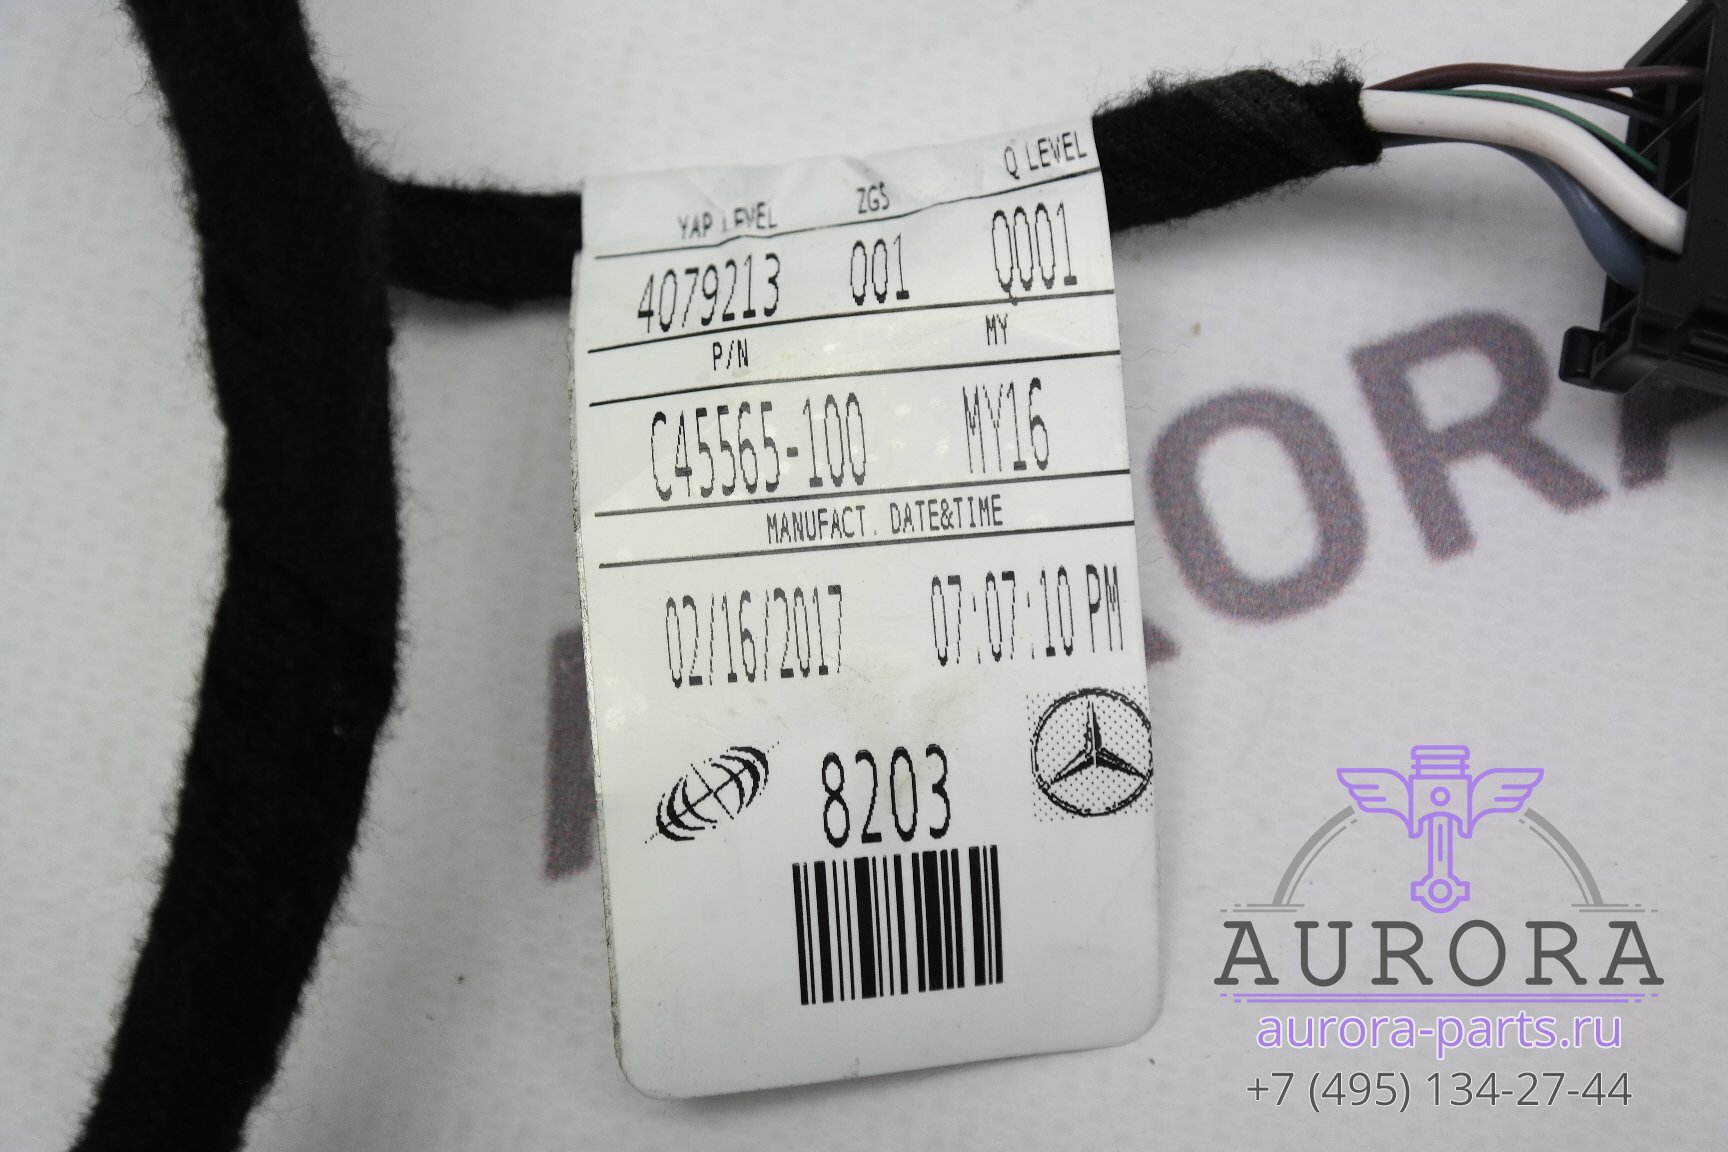 YAP LEVEL ZGS Q LEVEL
4079213 001 Q001
P/N MY
C45565-100 MY16
MANUFACT. DATE&TIME
02/16/2017 07:07:10 PM
8203
AURORA
AURORA
aurora-parts.ru
+7 (495) 134-27-44